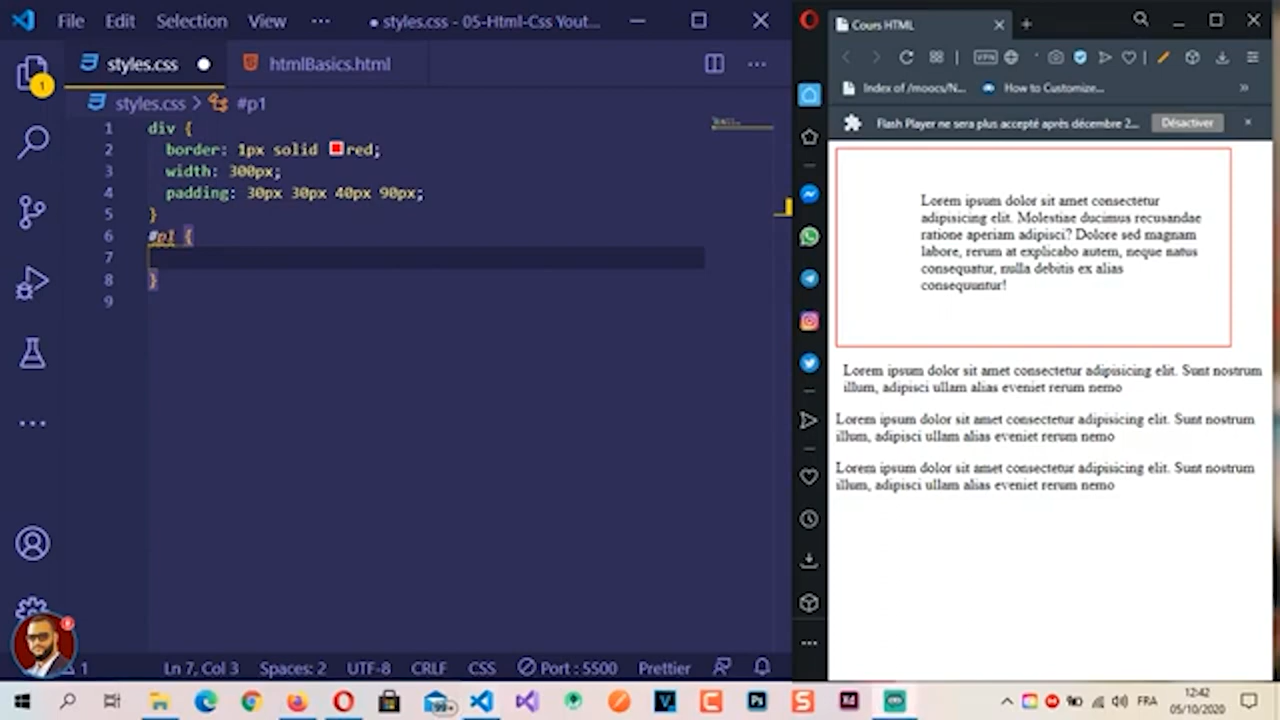 File Edit Selection View ··· ● styles.css - 05-Html-Css Yout...
styles.css ● htmlBasics.html
styles.css > #p1
1 div {
2 border: 1px solid red;
3 width: 300px;
4 padding: 30px 30px 40px 90px;
5 }
6 #p1 {
7
8 }
9
1
1 Ln 7, Col 3 Spaces: 2 UTF-8 CRLF CSS Port : 5500 Prettier
Cours HTML
VPN
Index of /moocs/N... How to Customize... »
Flash Player ne sera plus accepté après décembre 2... Désactiver
Lorem ipsum dolor sit amet consectetur
adipisicing elit. Molestiae ducimus recusandae
ratione aperiam adipisci? Dolore sed magnam
labore, rerum at explicabo autem, neque natus
consequatur, nulla debitis ex alias
consequuntur!
Lorem ipsum dolor sit amet consectetur adipisicing elit. Sunt nostrum
illum, adipisci ullam alias eveniet rerum nemo
Lorem ipsum dolor sit amet consectetur adipisicing elit. Sunt nostrum
illum, adipisci ullam alias eveniet rerum nemo
Lorem ipsum dolor sit amet consectetur adipisicing elit. Sunt nostrum
illum, adipisci ullam alias eveniet rerum nemo
99+ Ps Xd FRA 12:42
05/10/2020